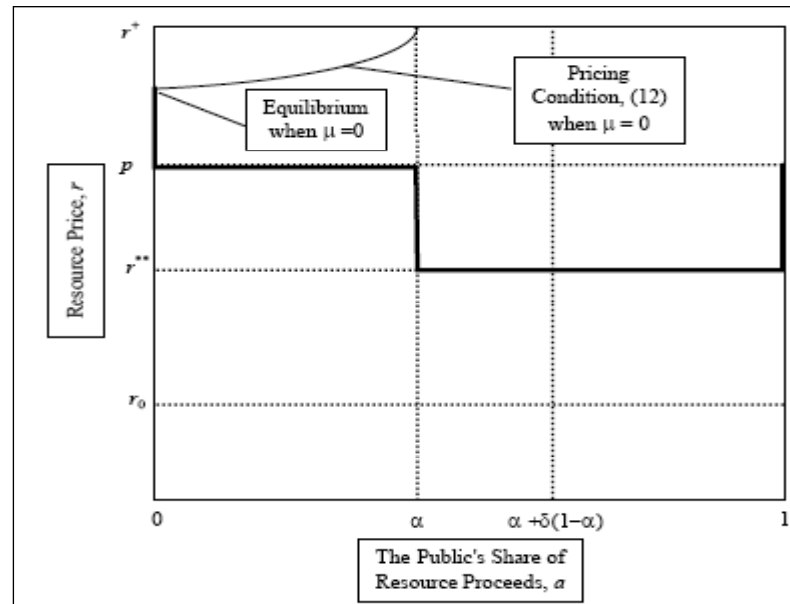 r⁺
Pricing
Condition, (12)
when μ = 0
Equilibrium
when μ =0
p
Resource Price, r
r**
r₀
0
α
α +δ(1−α)
1
The Public's Share of
Resource Proceeds, a